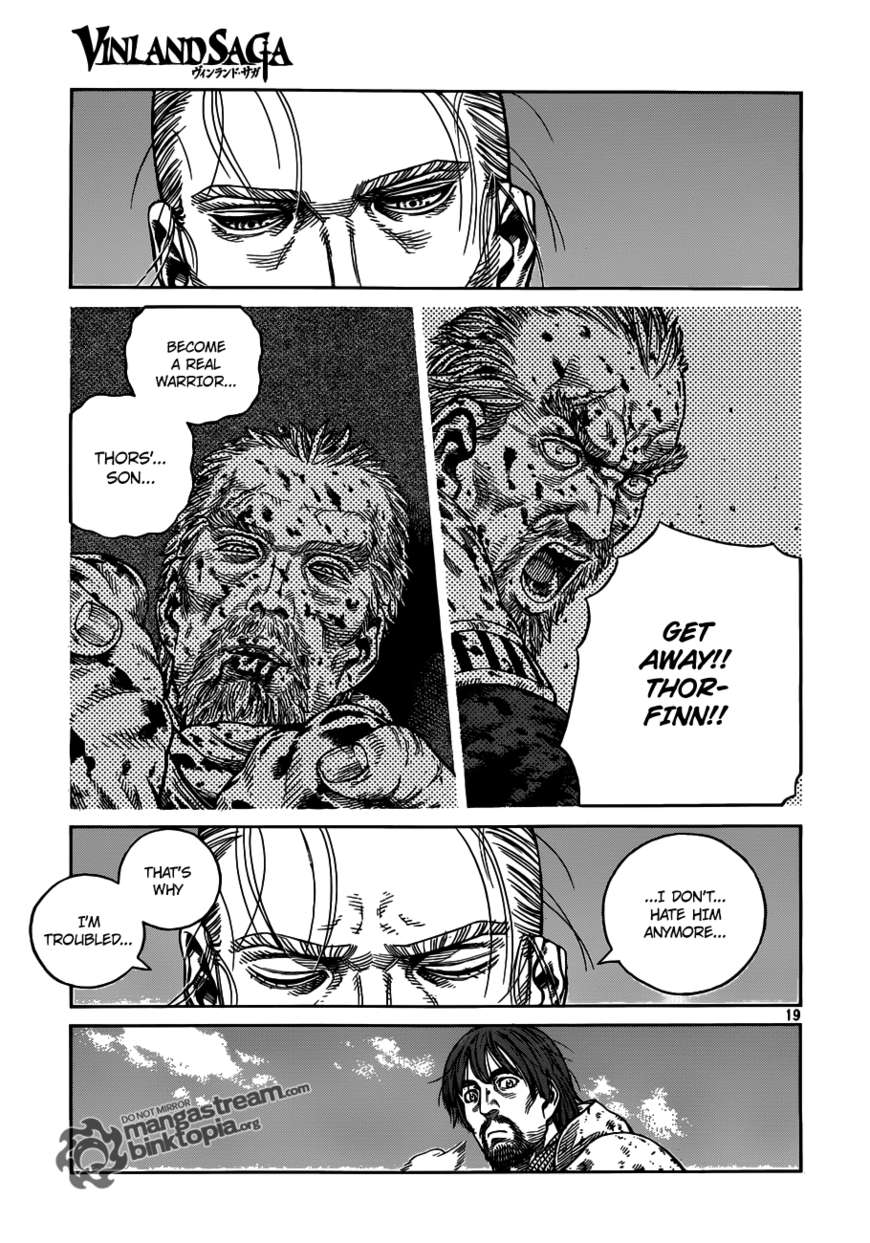 VINLAND SAGA
ヴィンランド・サガ
GET
AWAY!!
THOR-
FINN!!
BECOME
A REAL
WARRIOR...
THORS'...
SON...
...I DON'T...
HATE HIM
ANYMORE...
THAT'S
WHY
I'M
TROUBLED...
19
DO NOT MIRROR
mangastream.com
binktopia.org